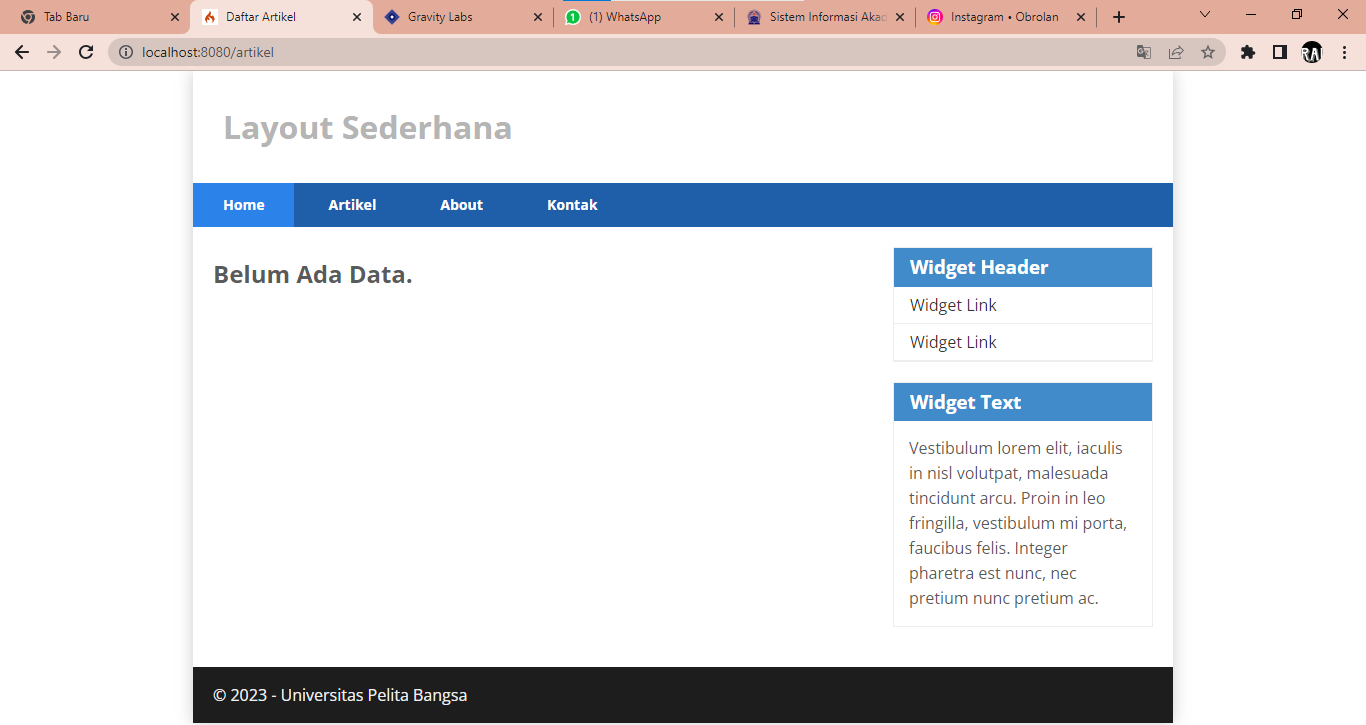 Tab Baru
Daftar Artikel
Gravity Labs
(1) WhatsApp
Sistem Informasi Akad
Instagram • Obrolan
localhost:8080/artikel
Layout Sederhana
Home Artikel About Kontak
Belum Ada Data.
Widget Header
Widget Link
Widget Link
Widget Text
Vestibulum lorem elit, iaculis
in nisl volutpat, malesuada
tincidunt arcu. Proin in leo
fringilla, vestibulum mi porta,
faucibus felis. Integer
pharetra est nunc, nec
pretium nunc pretium ac.
© 2023 - Universitas Pelita Bangsa